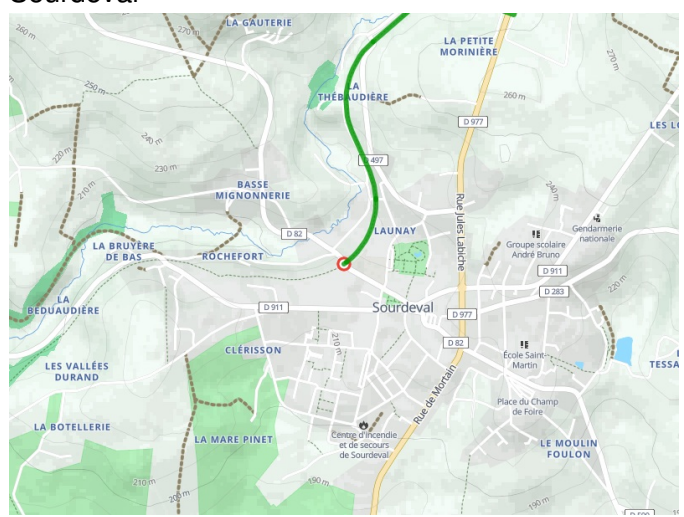 Sourdeval
LA GAUTERIE
260 m
270 m
LA PETITE
MORINIÈRE
270 m
250 m
LA
THÉBAUDIÈRE
260 m
D 977
LES LO
240 m
220 m
230 m
D 497
210 m
BASSE
MIGNONNERIE
240 m
Rue Jules Labiche
Gendarmerie
nationale
D 82
LAUNAY
Groupe scolaire
André Bruno
LA BRUYÈRE
DE BAS
ROCHEFORT
D 911
220 m
D 283
LA
BEDUAUDIÈRE
D 911
Sourdeval
D 977
210 m
D 82
CLÉRISSON
École Saint-
Martin
TESSA
LES VALLÉES
DURAND
Rue de Mortain
Place du Champ
de Foire
LA BOTELLERIE
LA MARE PINET
Centre d'incendie
et de secours
de Sourdeval
LE MOULIN
FOULON
210 m
200 m
190 m
190 m